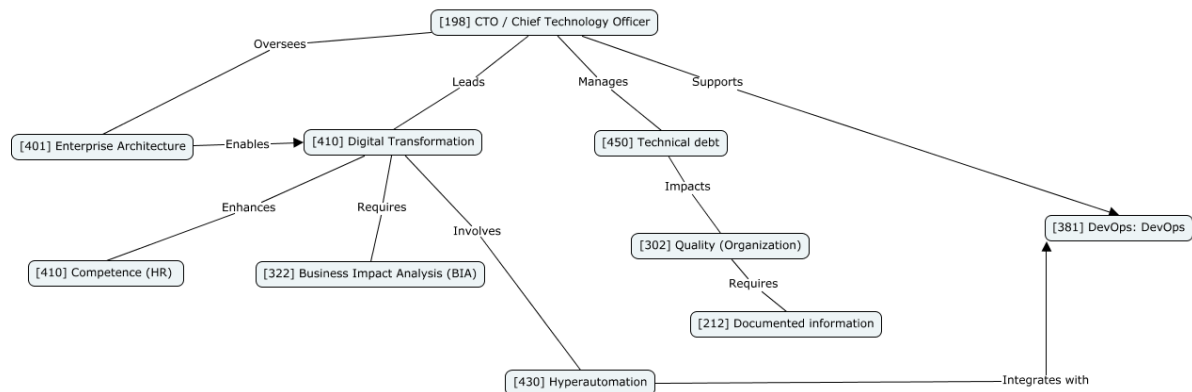 [198] CTO / Chief Technology Officer
Oversees
Leads
Manages
Supports
[401] Enterprise Architecture
Enables
[410] Digital Transformation
[450] Technical debt
Impacts
Enhances
Requires
Involves
[381] DevOps: DevOps
[302] Quality (Organization)
[410] Competence (HR)
[322] Business Impact Analysis (BIA)
Requires
[212] Documented information
[430] Hyperautomation
Integrates with